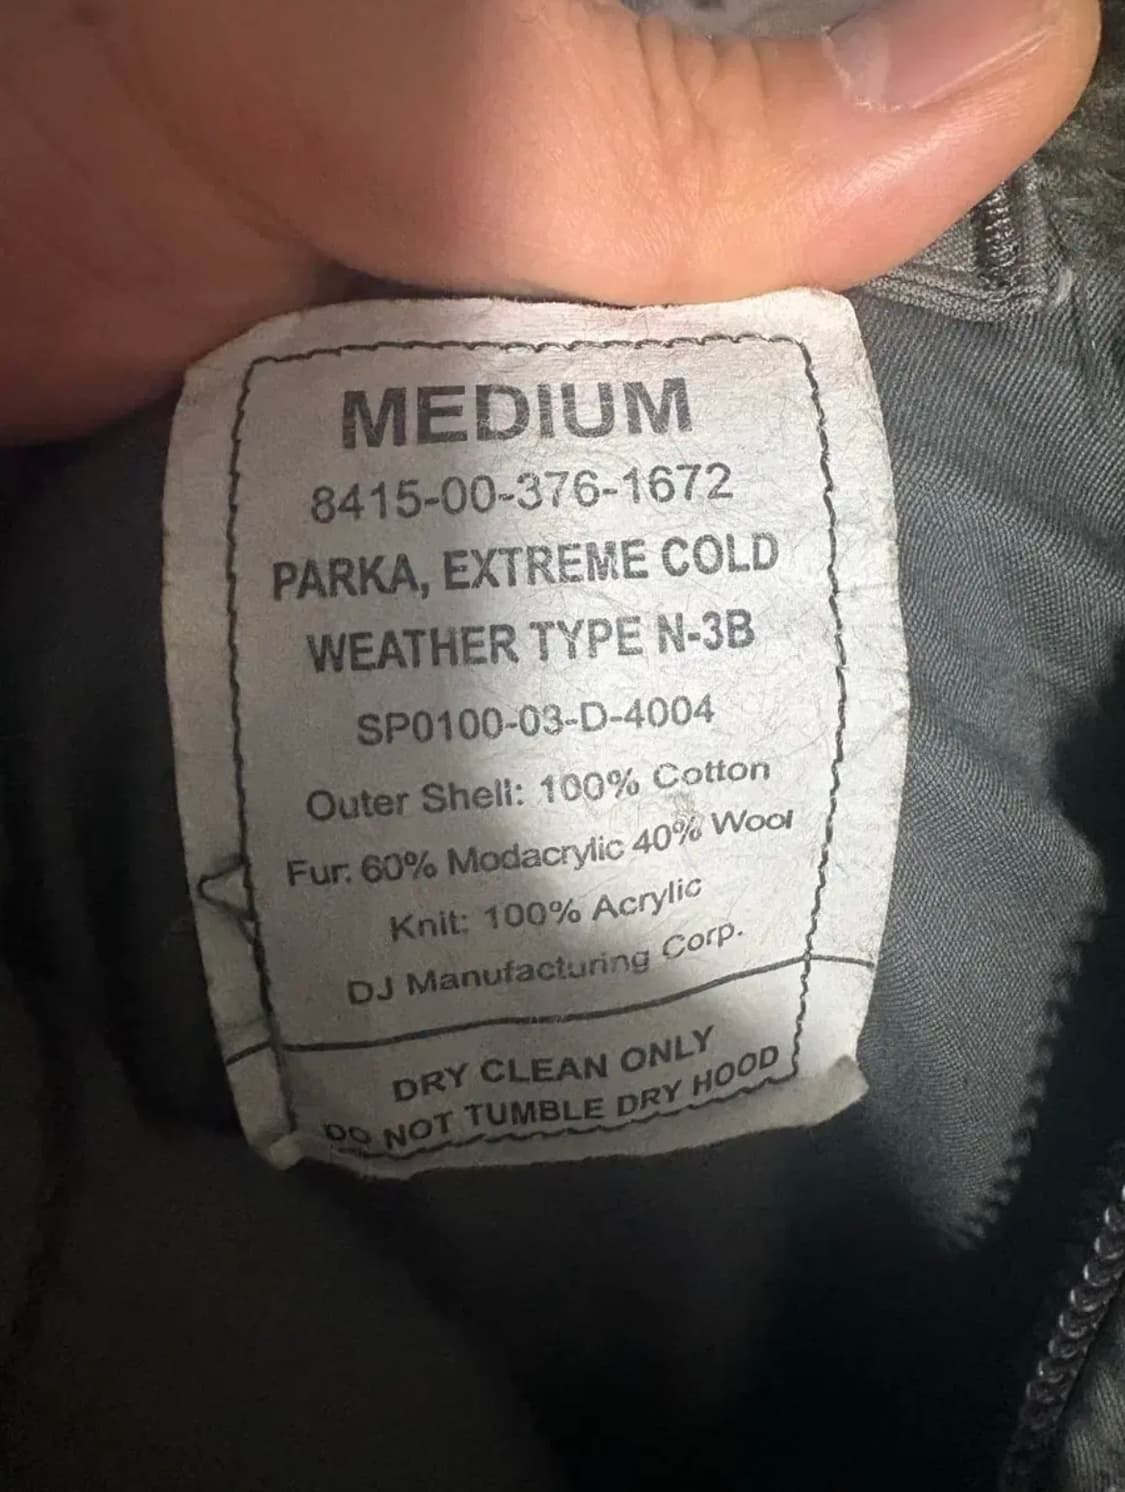 MEDIUM
8415-00-376-1672
PARKA, EXTREME COLD
WEATHER TYPE N-3B
SP0100-03-D-4004
Outer Shell: 100% Cotton
Fur: 60% Modacrylic 40% Wool
Knit: 100% Acrylic
DJ Manufacturing Corp.
DRY CLEAN ONLY
DO NOT TUMBLE DRY HOOD